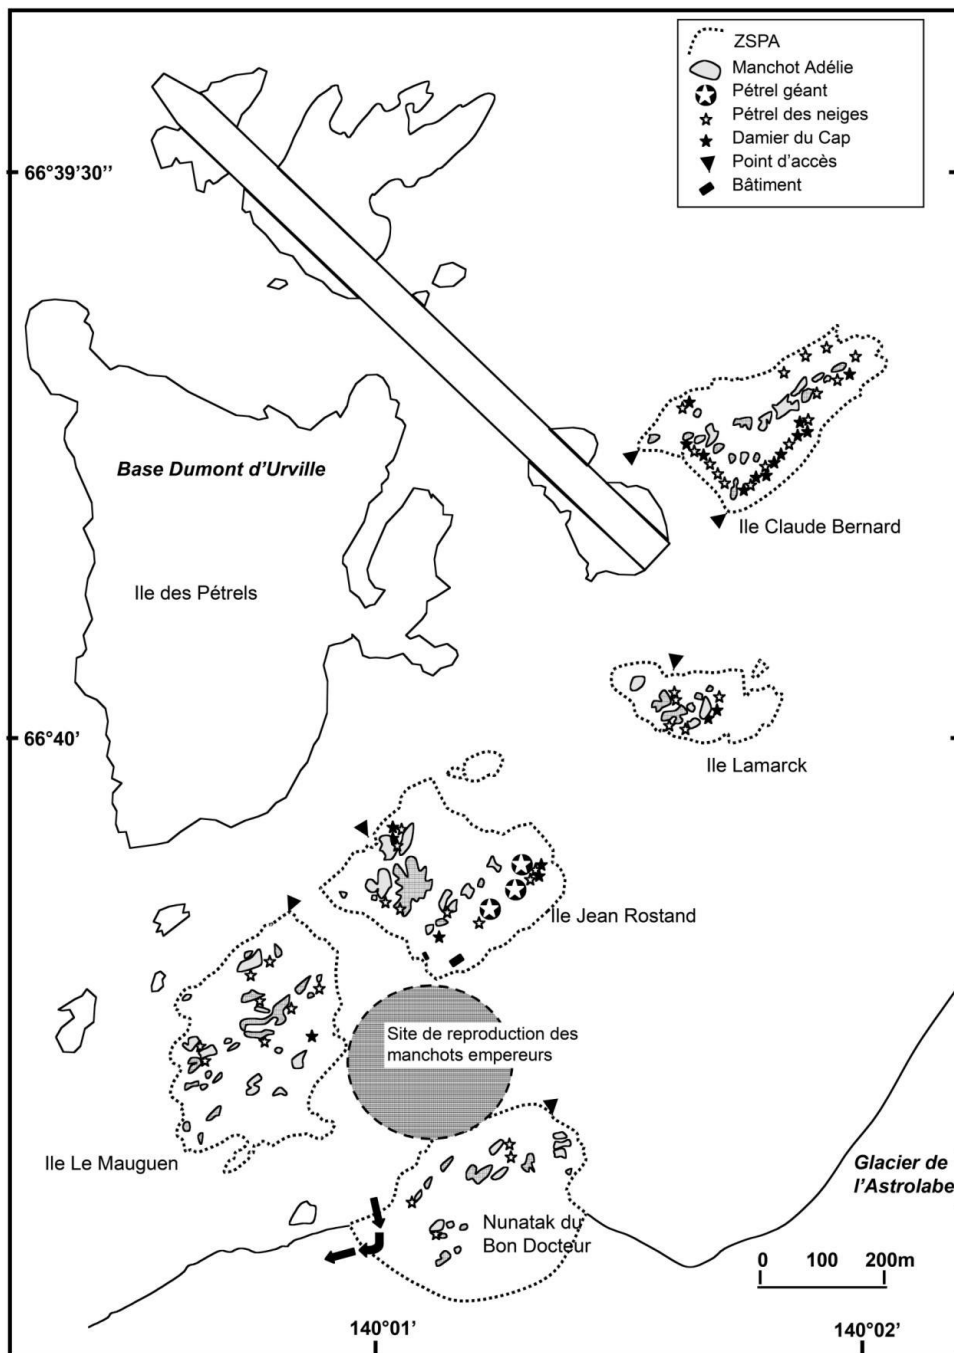 ZSPA
Manchot Adélie
Pétrel géant
Pétrel des neiges
Damier du Cap
Point d'accès
Bâtiment
66°39'30''
Base Dumont d'Urville
Ile Claude Bernard
Ile des Pétrels
66°40'
Ile Lamarck
Ile Jean Rostand
Site de reproduction des
manchots empereurs
Ile Le Mauguen
Glacier de
l'Astrolabe
Nunatak du
Bon Docteur
0 100 200m
140°01' 140°02'